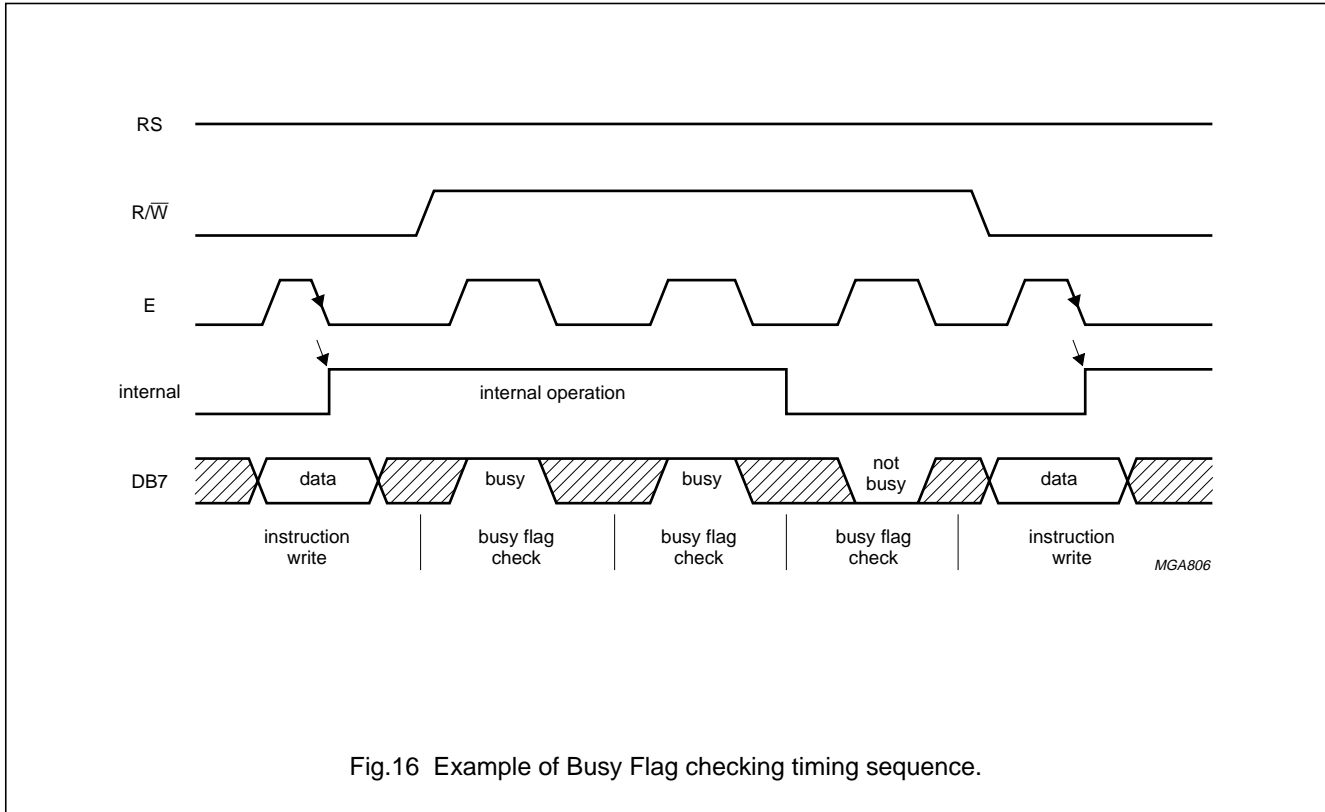 RS
R/W̅
E
internal
internal operation
DB7
data
busy
busy
not
busy
data
instruction
write
busy flag
check
busy flag
check
busy flag
check
instruction
write
MGA806
Fig.16 Example of Busy Flag checking timing sequence.